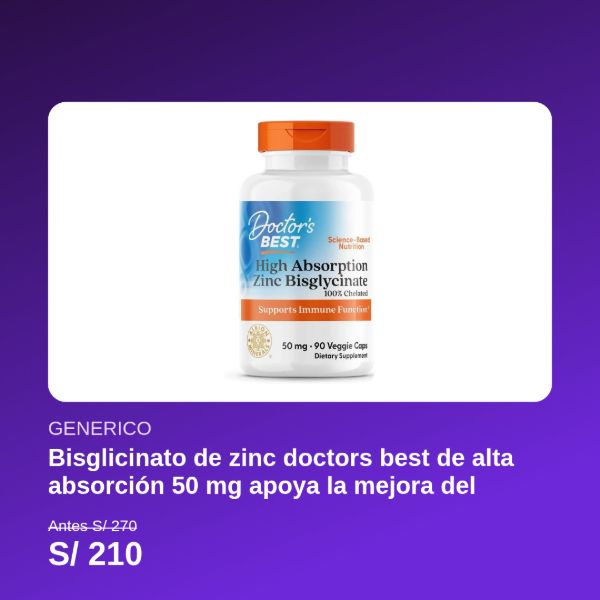 Doctor's
BEST
Science-Based
Nutrition
High Absorption
Zinc Bisglycinate
100% Chelated
Supports Immune Function*
ALBION
MINERALS
50 mg • 90 Veggie Caps
Dietary Supplement
GENERICO
Bisglicinato de zinc doctors best de alta
absorción 50 mg apoya la mejora del
Antes S/ 270
S/ 210